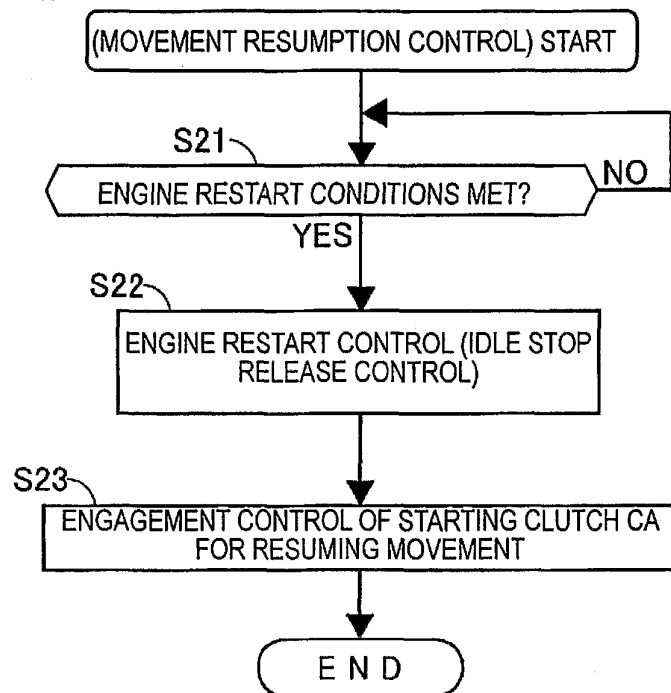 (MOVEMENT RESUMPTION CONTROL) START
S21
ENGINE RESTART CONDITIONS MET?
NO
YES
S22
ENGINE RESTART CONTROL (IDLE STOP
RELEASE CONTROL)
S23
ENGAGEMENT CONTROL OF STARTING CLUTCH CA
FOR RESUMING MOVEMENT
E N D